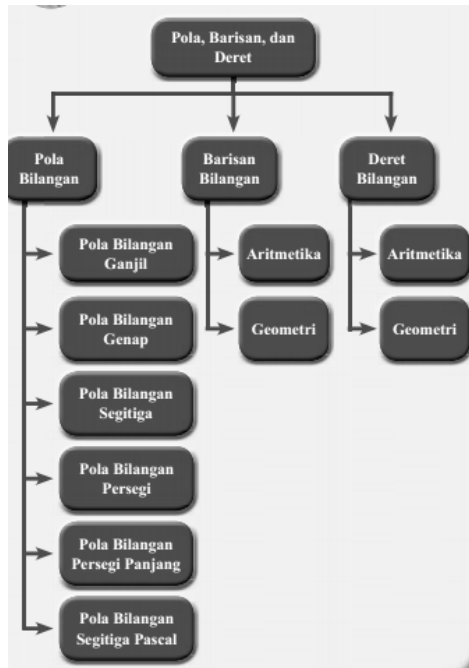 Pola, Barisan, dan
Deret
Pola
Bilangan
Barisan
Bilangan
Deret
Bilangan
Pola Bilangan
Ganjil
Pola Bilangan
Genap
Pola Bilangan
Segitiga
Pola Bilangan
Persegi
Pola Bilangan
Persegi Panjang
Pola Bilangan
Segitiga Pascal
Aritmetika
Geometri
Aritmetika
Geometri